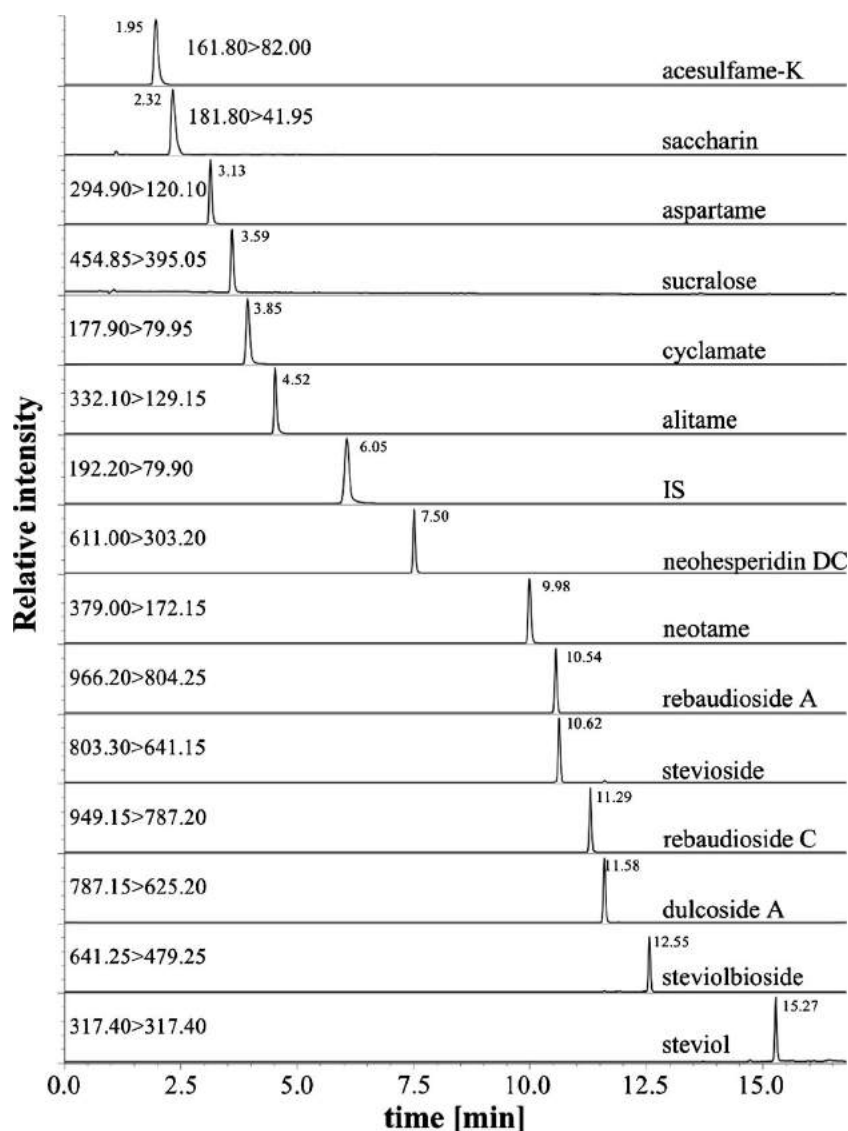 1.95
161.80>82.00
acesulfame-K
2.32
181.80>41.95
saccharin
3.13
294.90>120.10
aspartame
3.59
454.85>395.05
sucralose
3.85
177.90>79.95
cyclamate
4.52
332.10>129.15
alitame
6.05
192.20>79.90
IS
7.50
611.00>303.20
neohesperidin DC
9.98
379.00>172.15
neotame
10.54
966.20>804.25
rebaudioside A
10.62
803.30>641.15
stevioside
11.29
949.15>787.20
rebaudioside C
11.58
787.15>625.20
dulcoside A
12.55
641.25>479.25
steviolbioside
15.27
317.40>317.40
steviol
Relative intensity
0.0 2.5 5.0 7.5 10.0 12.5 15.0
time [min]